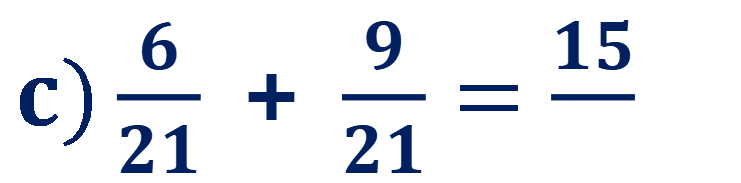 c) 6/21 + 9/21 = 15/